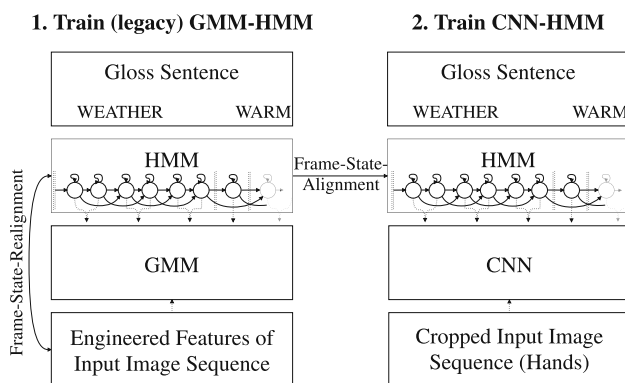 1. Train (legacy) GMM-HMM
Gloss Sentence
WEATHER WARM
HMM
Frame-State-Realignment
GMM
Engineered Features of
Input Image Sequence
Frame-State-
Alignment
2. Train CNN-HMM
Gloss Sentence
WEATHER WARM
HMM
CNN
Cropped Input Image
Sequence (Hands)